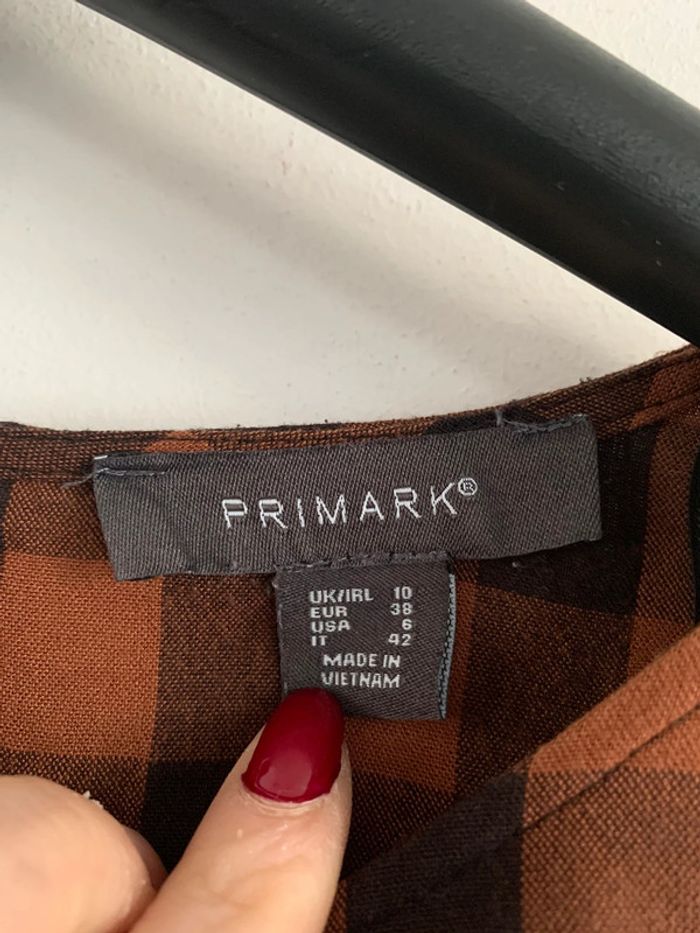 PRIMARK®
UK/IRL 10
EUR 38
USA 6
IT 42
MADE IN
VIETNAM